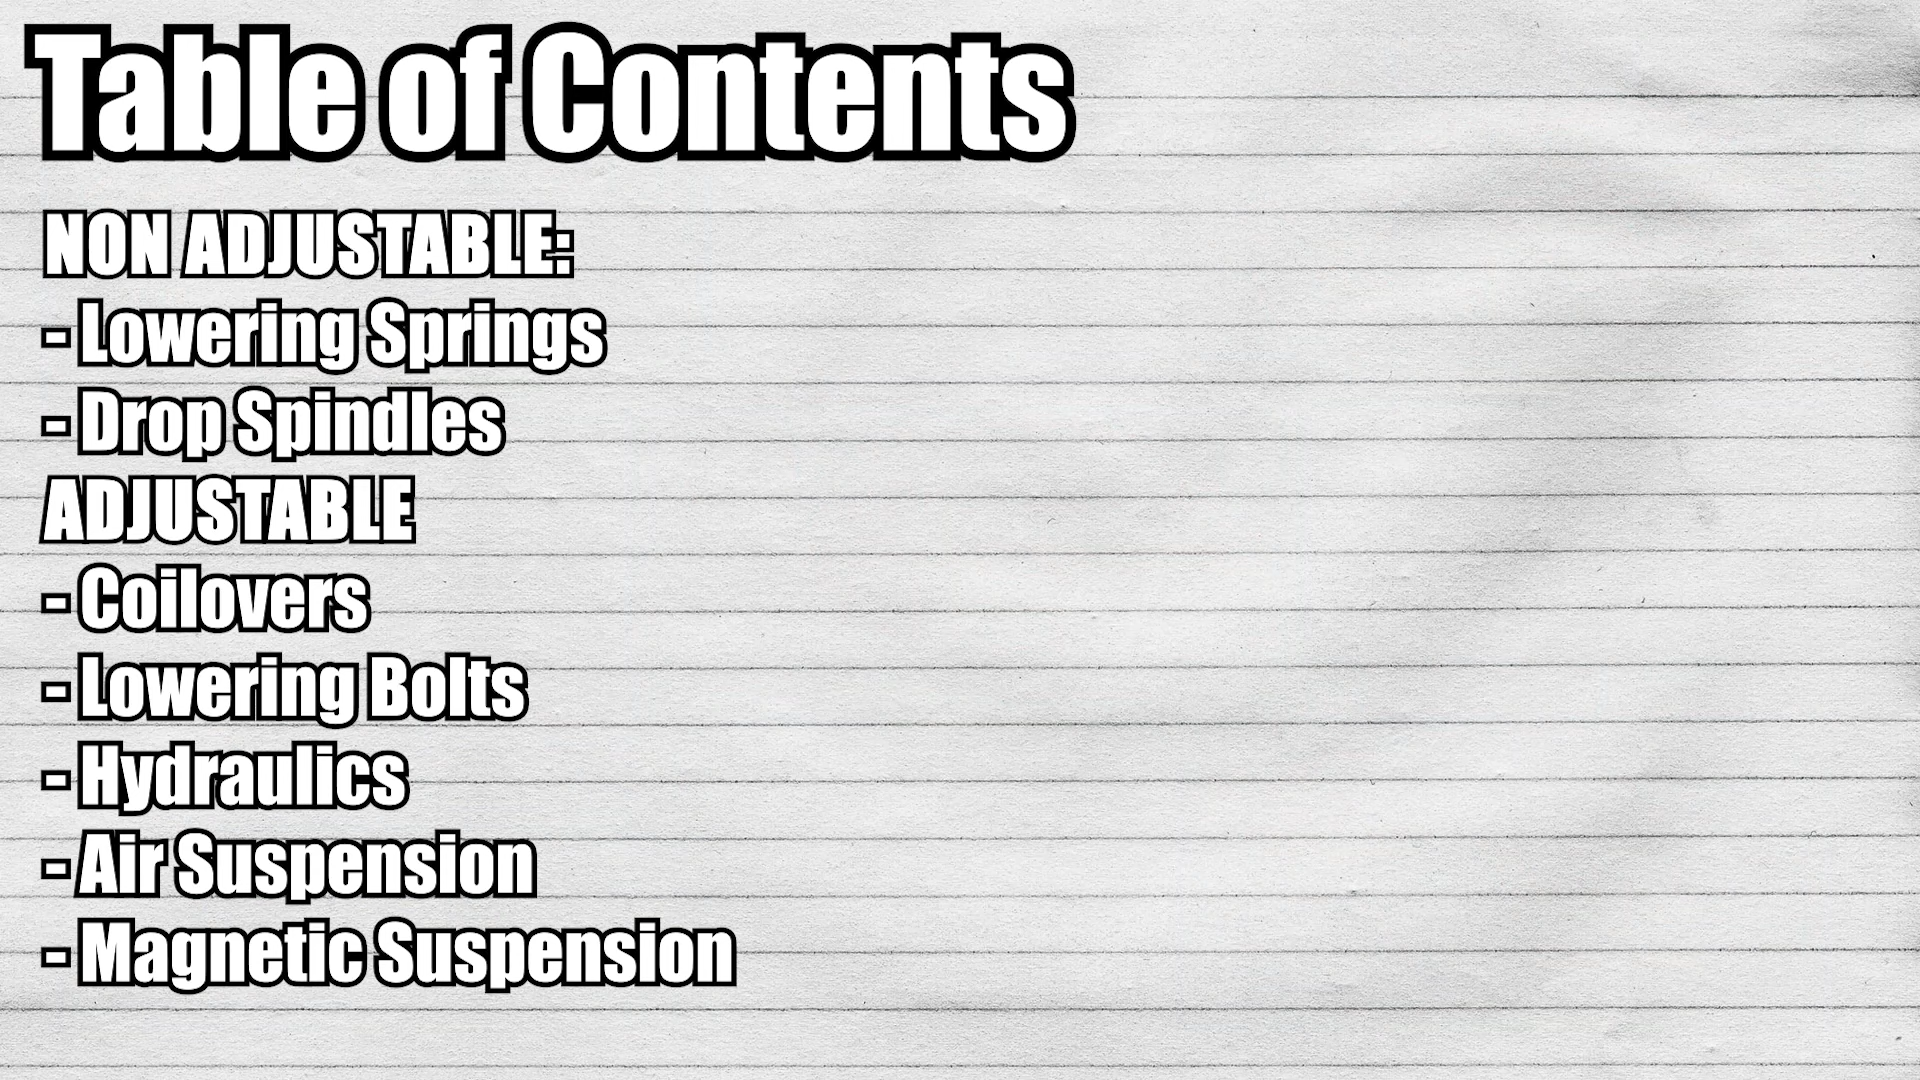 Table of Contents
NON ADJUSTABLE:
- Lowering Springs
- Drop Spindles
ADJUSTABLE
- Coilovers
- Lowering Bolts
- Hydraulics
- Air Suspension
- Magnetic Suspension